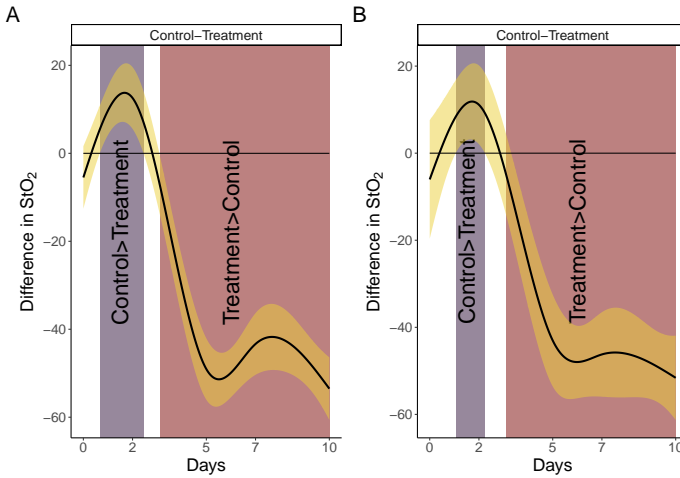 A
Control−Treatment
Difference in StO2
20
0
−20
−40
−60
Control>Treatment
Treatment>Control
0
2
5
7
10
Days
B
Control−Treatment
Difference in StO2
20
0
−20
−40
−60
Control>Treatment
Treatment>Control
0
2
5
7
10
Days